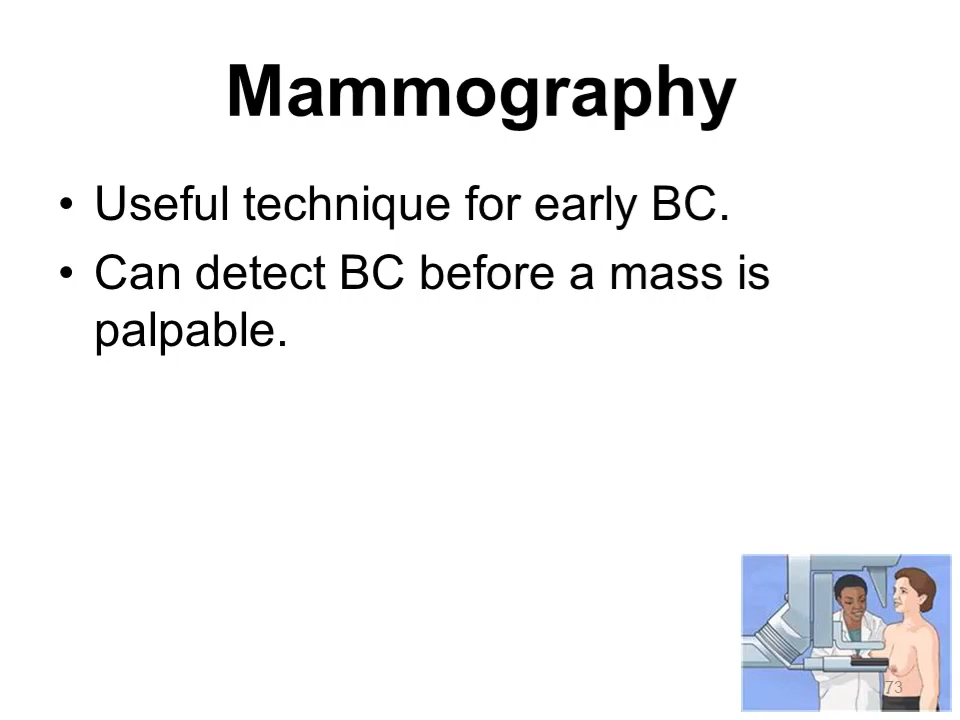 Mammography
• Useful technique for early BC.
• Can detect BC before a mass is
palpable.
73